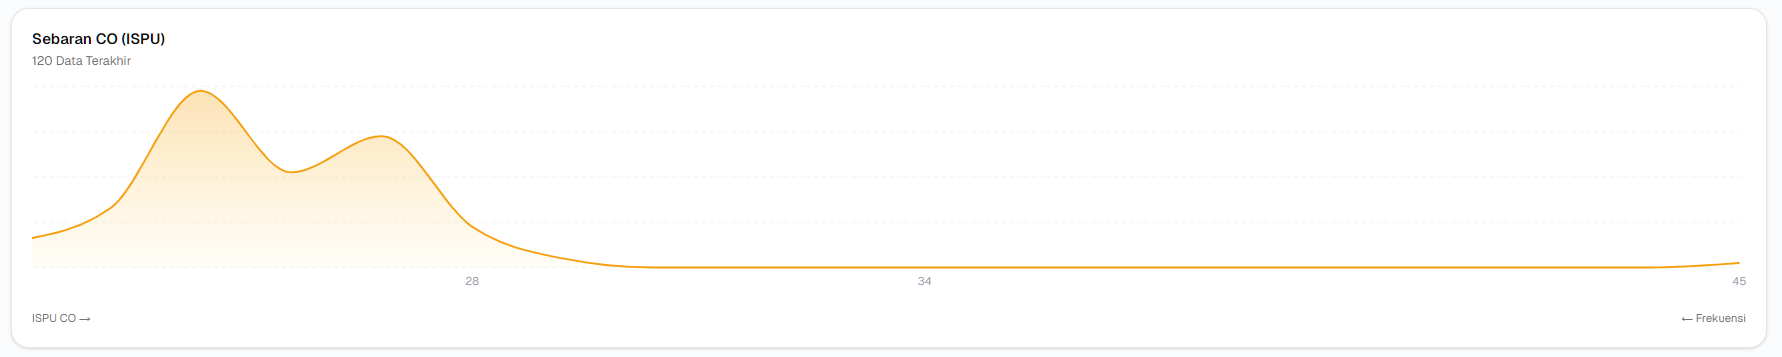 Sebaran CO (ISPU)
120 Data Terakhir
28 34 45
ISPU CO → ← Frekuensi